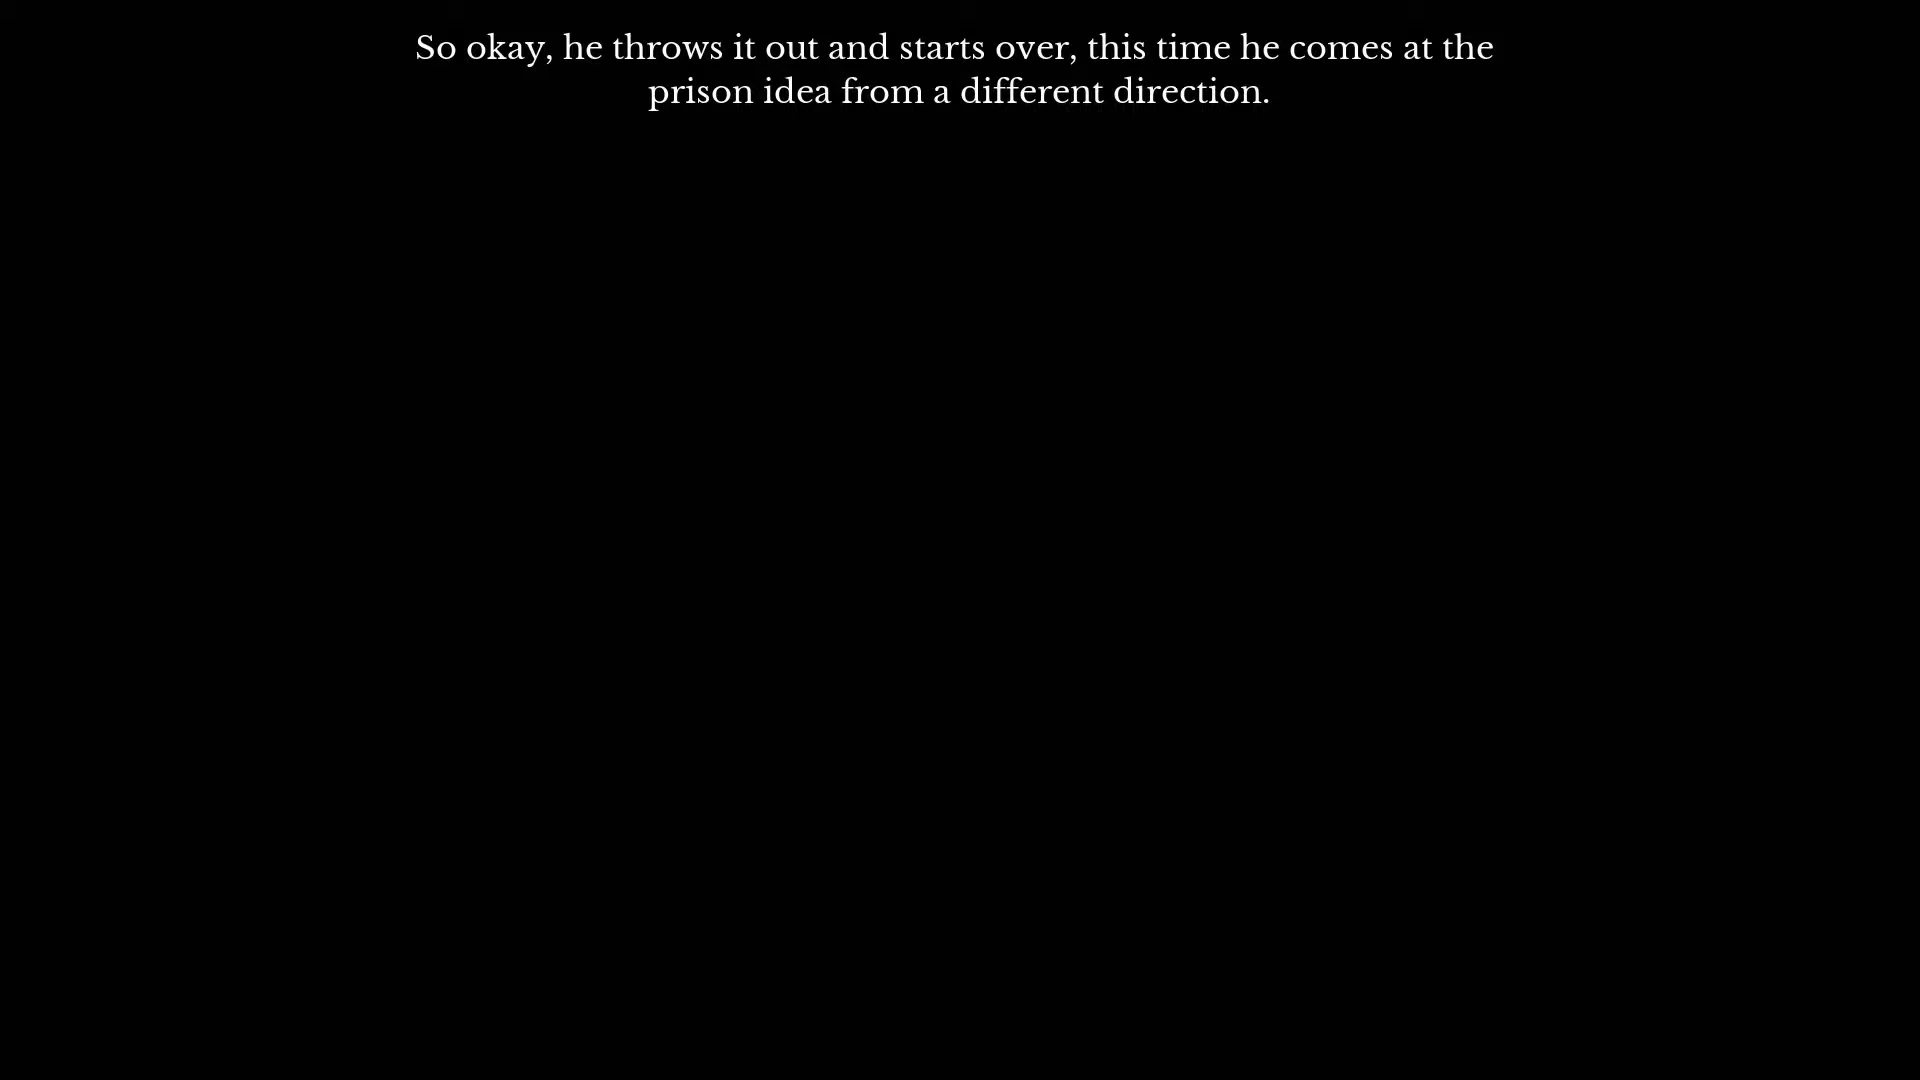 So okay, he throws it out and starts over, this time he comes at the
prison idea from a different direction.